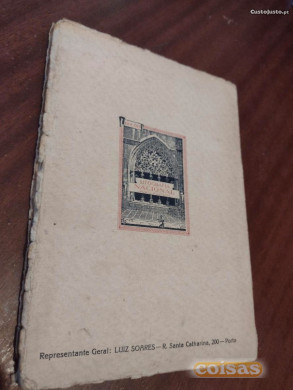 CustoJusto.pt
Representante Geral: LUIZ SOARES — R. Santa Catharina, 200 — Porto
coisas